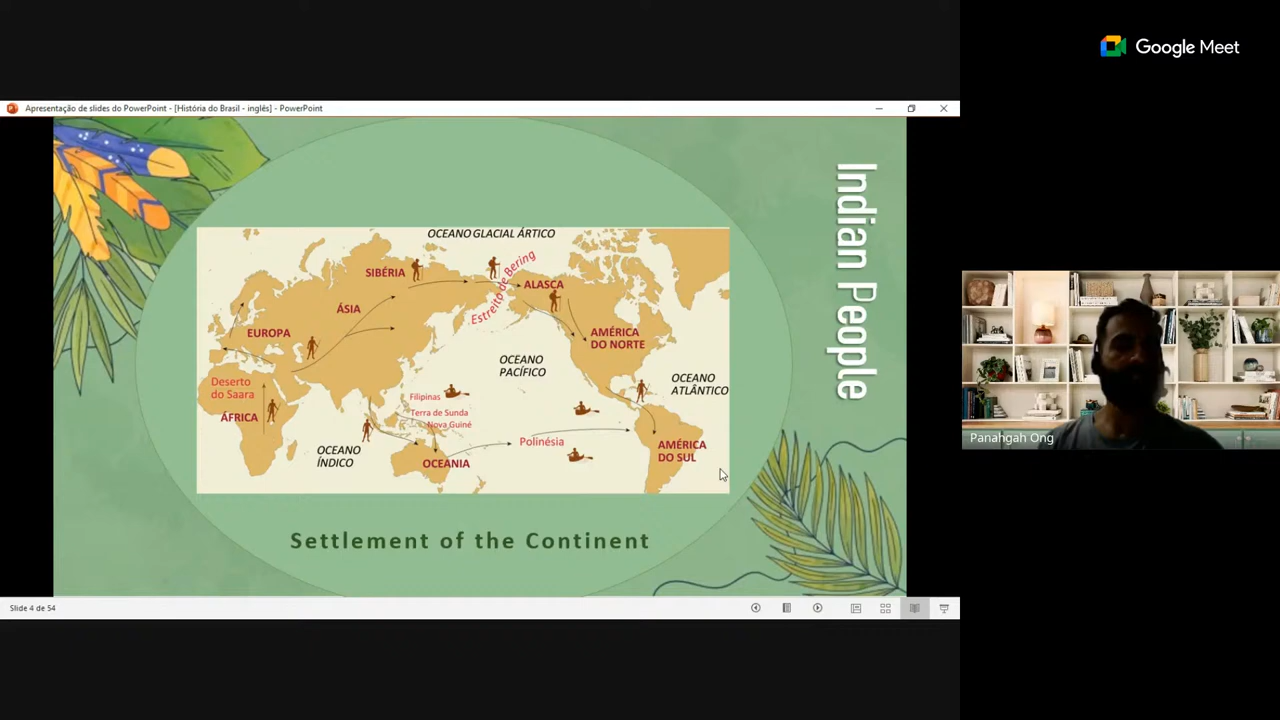 Google Meet
Apresentação de slides do PowerPoint - [História do Brasil - inglês] - PowerPoint
Indian People
OCEANO GLACIAL ÁRTICO
SIBÉRIA
Estreito de Bering
ALASCA
ÁSIA
EUROPA
AMÉRICA
DO NORTE
OCEANO
PACÍFICO
OCEANO
ATLÂNTICO
Deserto
do Saara
ÁFRICA
Filipinas
Terra de Sunda
Nova Guiné
OCEANO
ÍNDICO
OCEANIA
Polinésia
AMÉRICA
DO SUL
Settlement of the Continent
Slide 4 de 54
Panahgah Ong